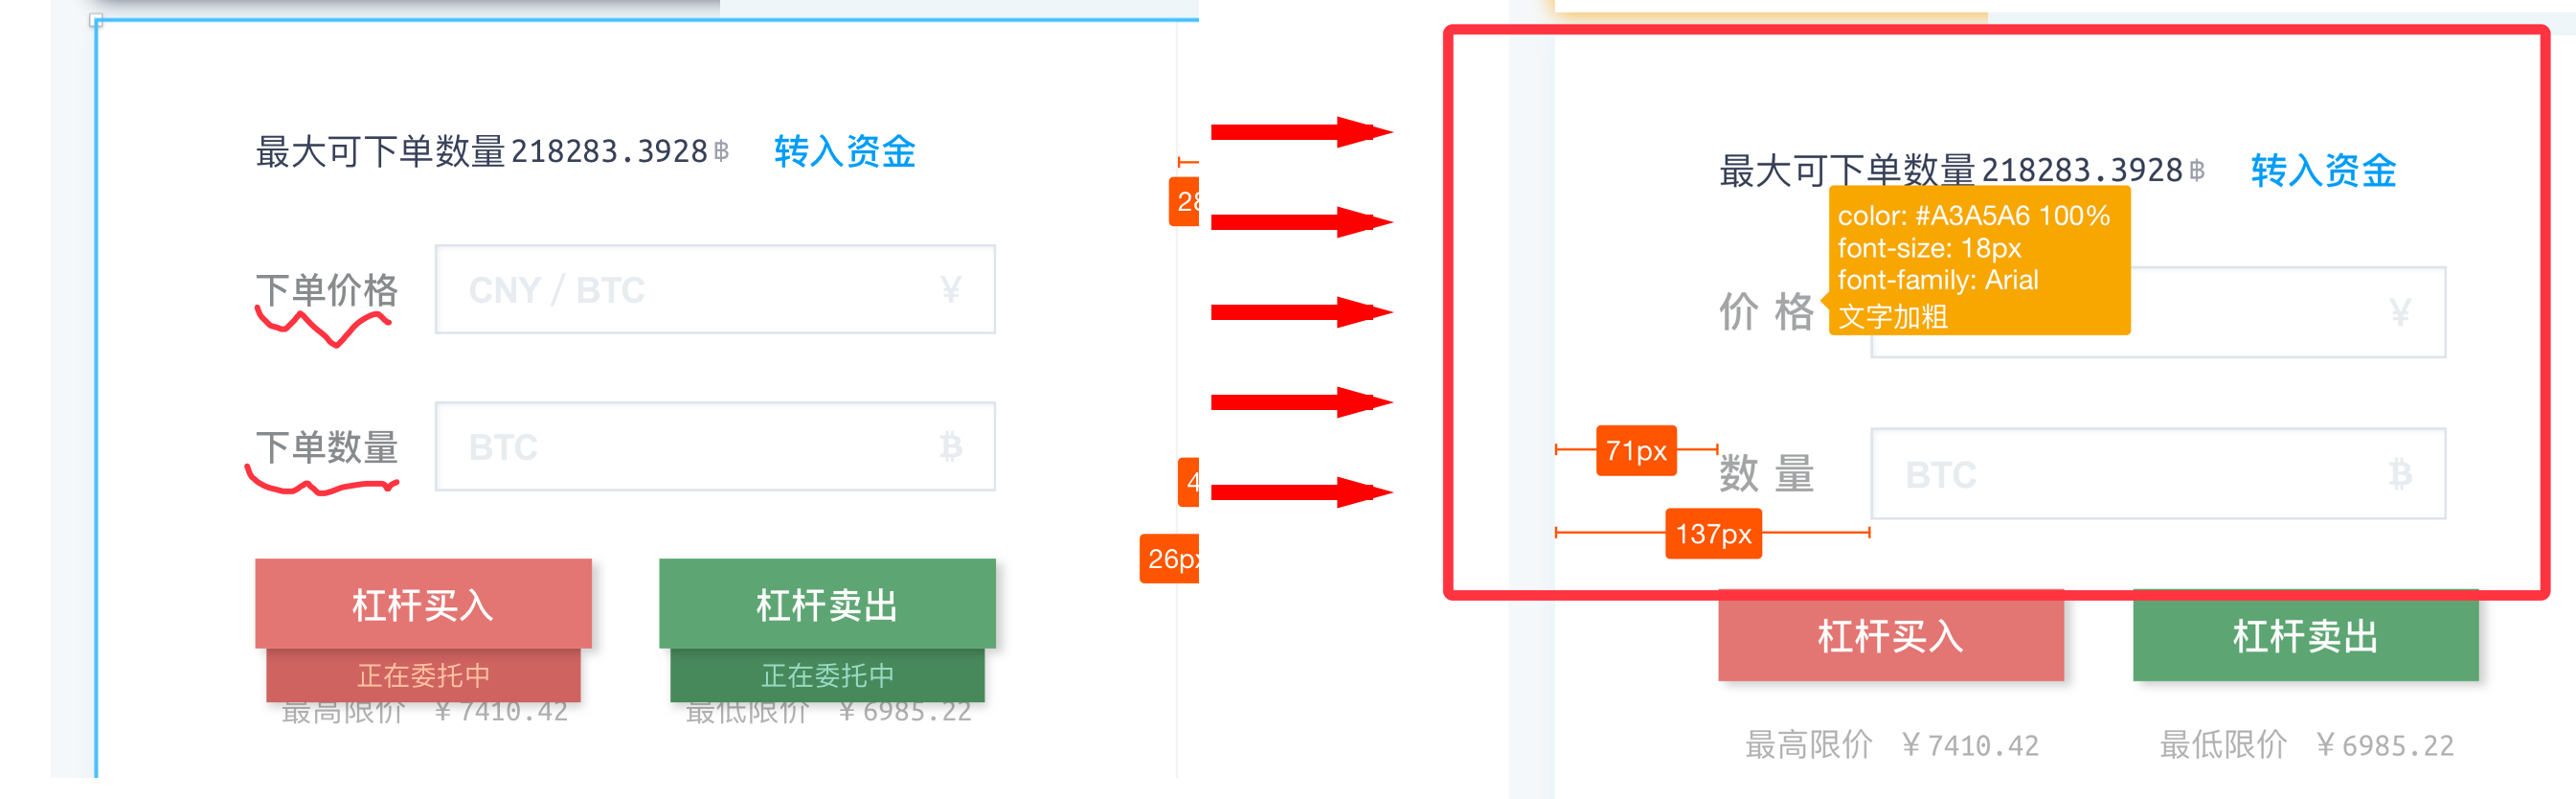 最大可下单数量218283.3928฿ 转入资金
28
下单价格 CNY / BTC ¥
下单数量 BTC ₿
4
26px
杠杆买入 杠杆卖出
正在委托中 正在委托中
最高限价 ¥7410.42 最低限价 ¥6985.22
最大可下单数量218283.3928฿ 转入资金
color: #A3A5A6 100%
font-size: 18px
font-family: Arial
文字加粗
价 格 ¥
71px
数 量 BTC ₿
137px
杠杆买入 杠杆卖出
最高限价 ¥7410.42 最低限价 ¥6985.22